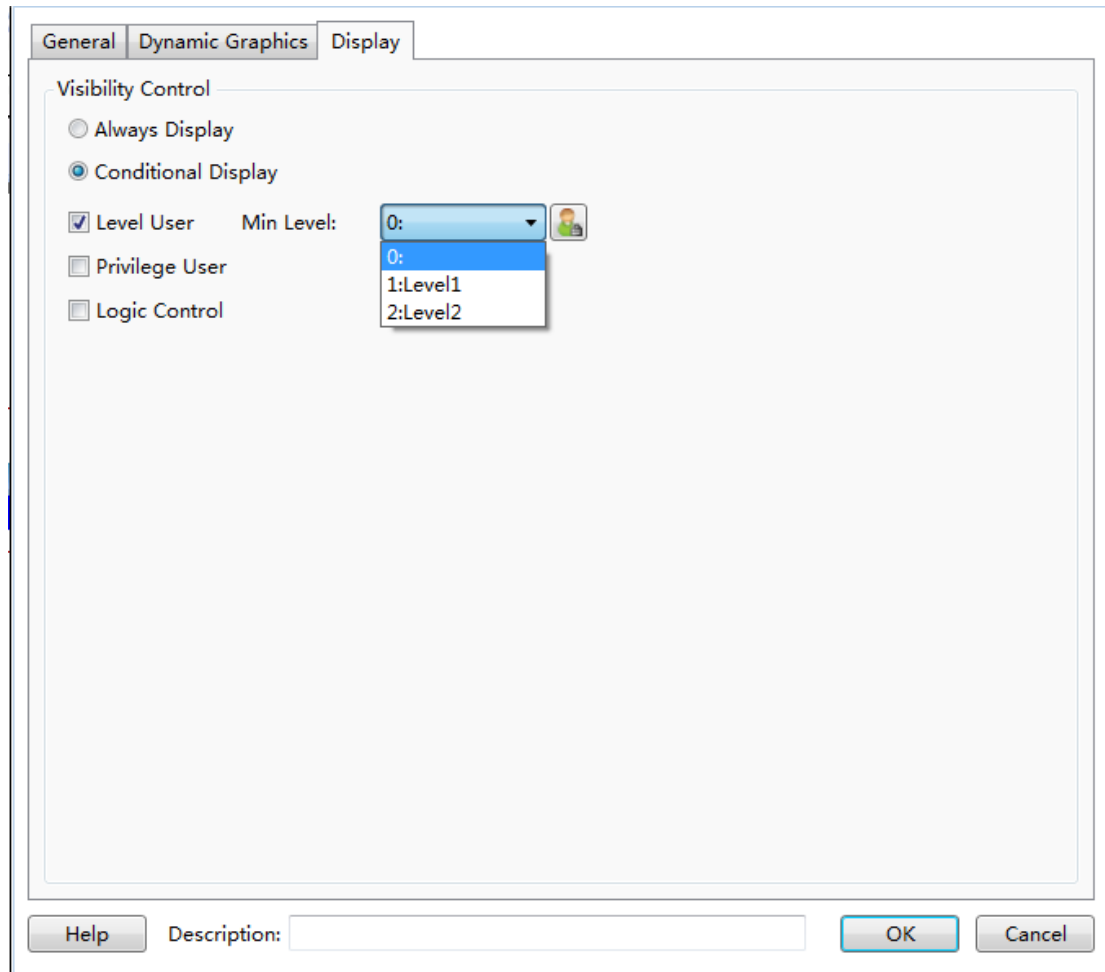 General Dynamic Graphics Display
Visibility Control
Always Display
Conditional Display
Level User Min Level: 0:
0:
Privilege User
1:Level1
Logic Control
2:Level2
Help Description: OK Cancel